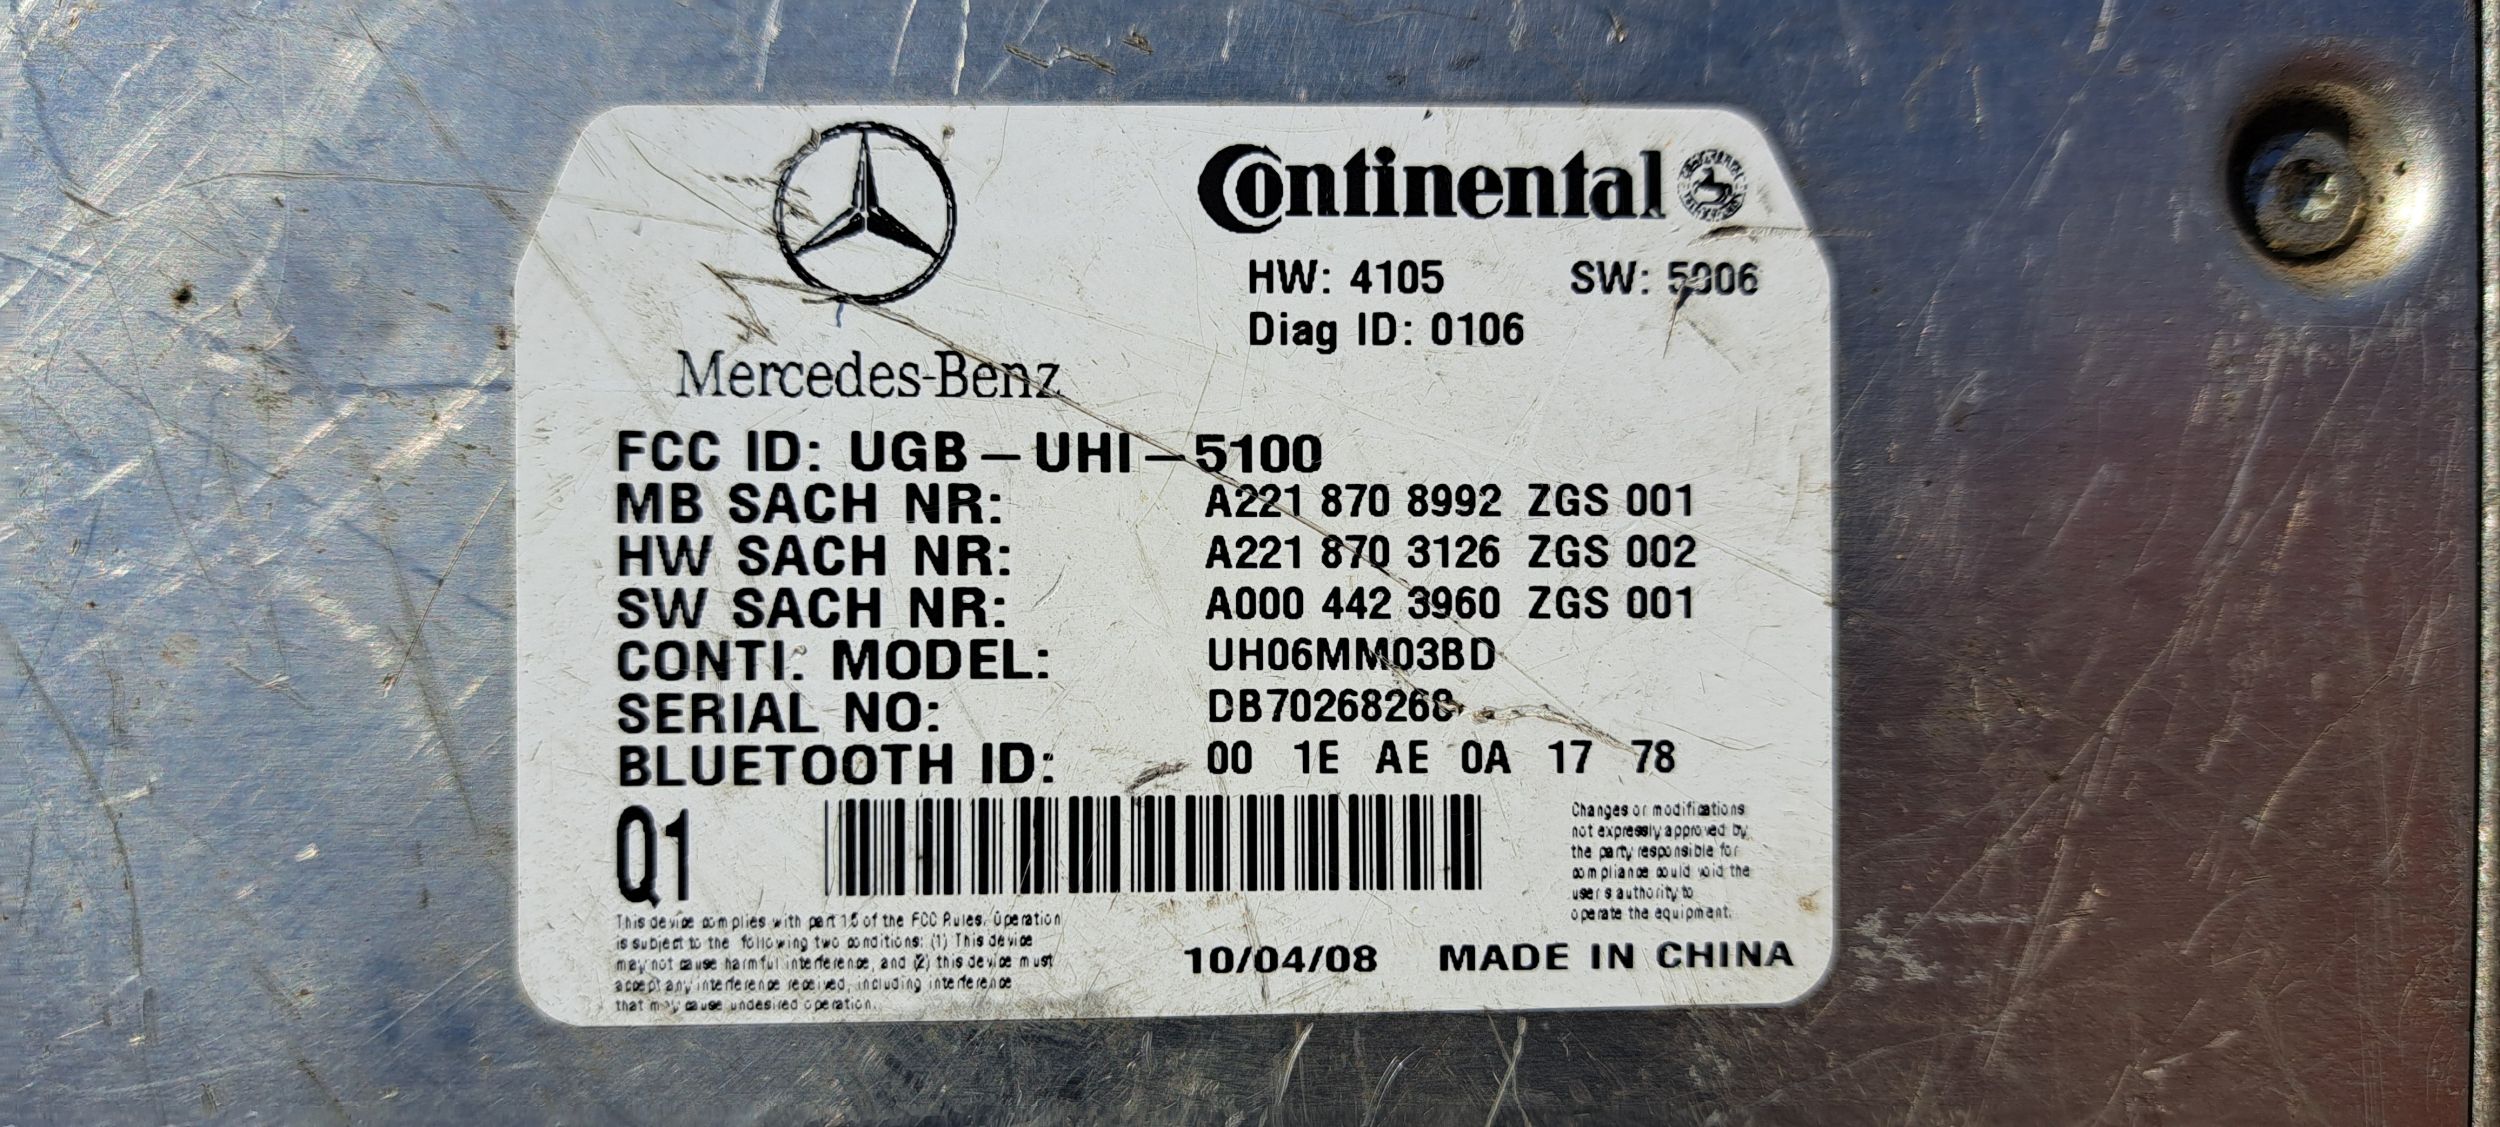 Continental
HW: 4105 SW: 5006
Diag ID: 0106
Mercedes-Benz
FCC ID: UGB-UHI-5100
MB SACH NR: A221 870 8992 ZGS 001
HW SACH NR: A221 870 3126 ZGS 002
SW SACH NR: A000 442 3960 ZGS 001
CONTI. MODEL: UH06MM03BD
SERIAL NO: DB70268268
BLUETOOTH ID: 00 1E AE 0A 17 78
Q1
Changes or modifications
not expressly approved by
the party responsible for
compliance could void the
user s authority to
operate the equipment.
This device complies with part 15 of the FCC Rules. Operation
is subject to the following two conditions: (1) This device
may not cause harmful interference, and (2) this device must
accept any interference received, including interference
that may cause undesired operation.
10/04/08 MADE IN CHINA